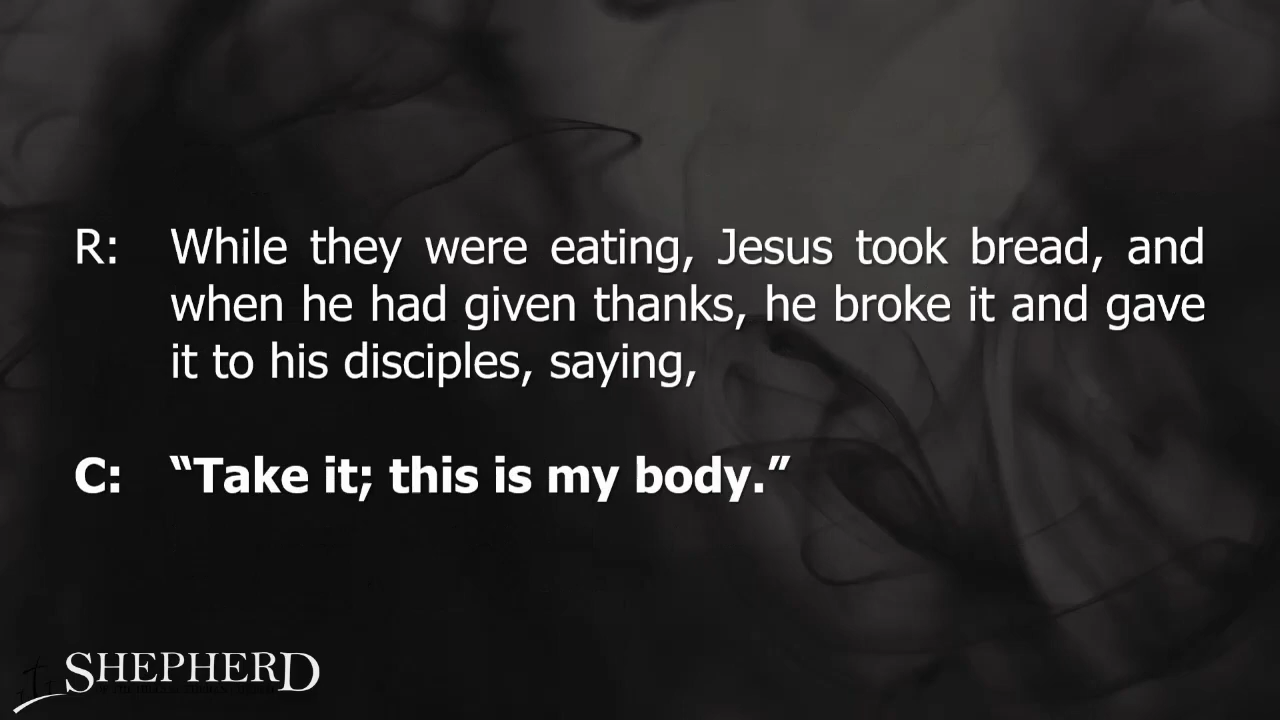 R: While they were eating, Jesus took bread, and
when he had given thanks, he broke it and gave
it to his disciples, saying,
C: “Take it; this is my body.”
SHEPHERD